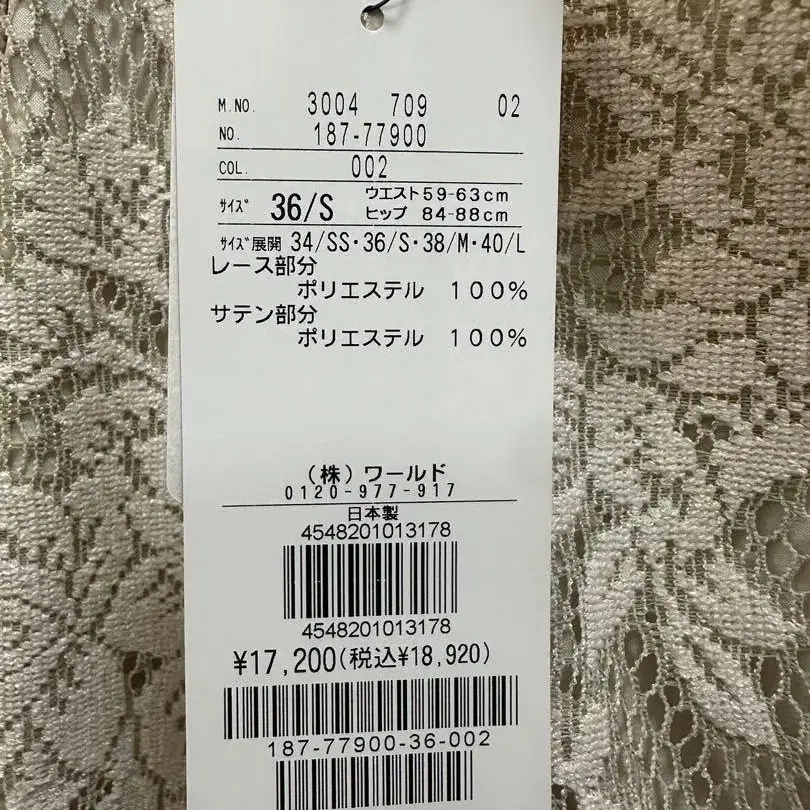 M.NO. 3004 709 02
NO. 187-77900
COL. 002
ｻｲｽﾞ 36/S ウエスト59-63cm
ヒップ 84-88cm
ｻｲｽﾞ展開 34/SS・36/S・38/M・40/L
レース部分
ポリエステル 100%
サテン部分
ポリエステル 100%
(株)ワールド
0120-977-917
日本製
4548201013178
4548201013178
¥17,200(税込¥18,920)
187-77900-36-002